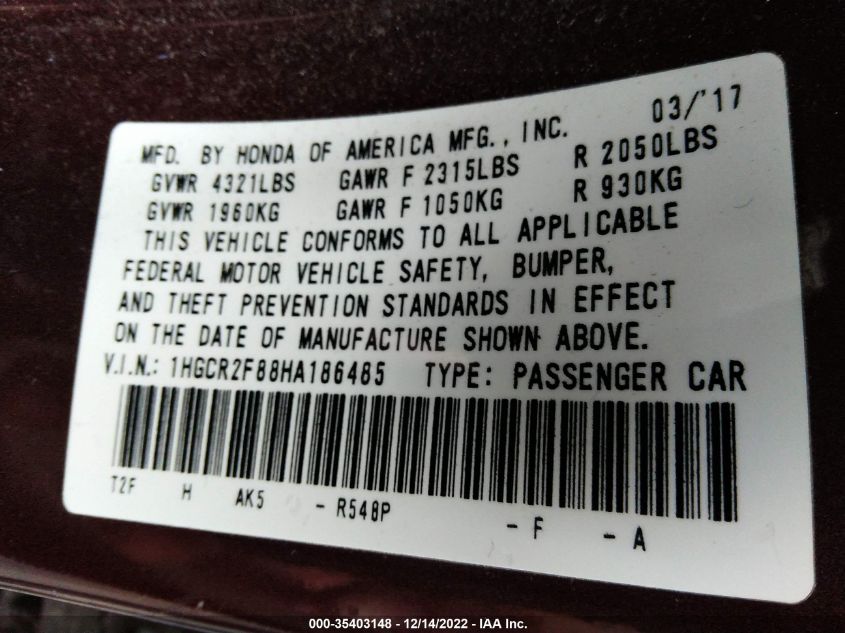 03/'17
MFD. BY HONDA OF AMERICA MFG., INC.
GVWR 4321LBS GAWR F 2315LBS R 2050LBS
GVWR 1960KG GAWR F 1050KG R 930KG
THIS VEHICLE CONFORMS TO ALL APPLICABLE
FEDERAL MOTOR VEHICLE SAFETY, BUMPER,
AND THEFT PREVENTION STANDARDS IN EFFECT
ON THE DATE OF MANUFACTURE SHOWN ABOVE.
V.I.N.: 1HGCR2F88HA186485 TYPE: PASSENGER CAR
T2F H AK5 - R548P - F - A
000-35403148 - 12/14/2022 - IAA Inc.